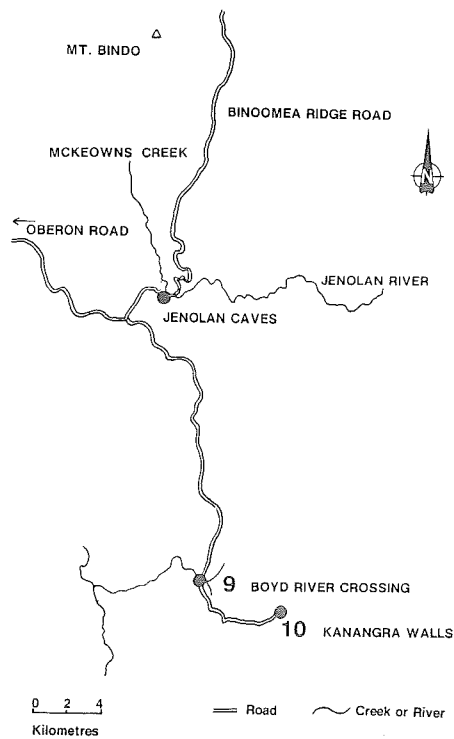 MT. BINDO
BINOOMEA RIDGE ROAD
MCKEOWNS CREEK
N
OBERON ROAD
JENOLAN RIVER
JENOLAN CAVES
9 BOYD RIVER CROSSING
10 KANANGRA WALLS
0 2 4
Kilometres
Road
Creek or River